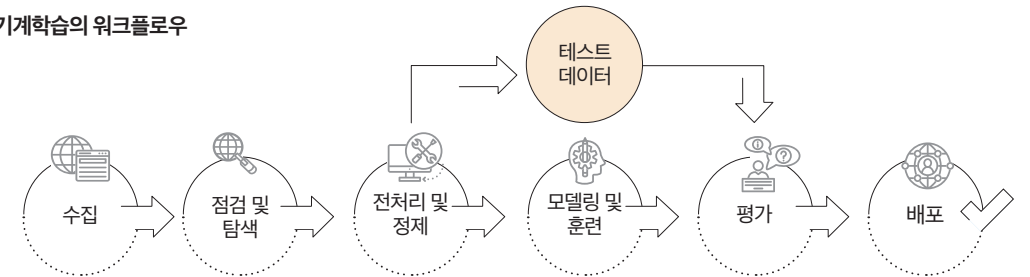 기계학습의 워크플로우
테스트
데이터
수집
점검 및
탐색
전처리 및
정제
모델링 및
훈련
평가
배포